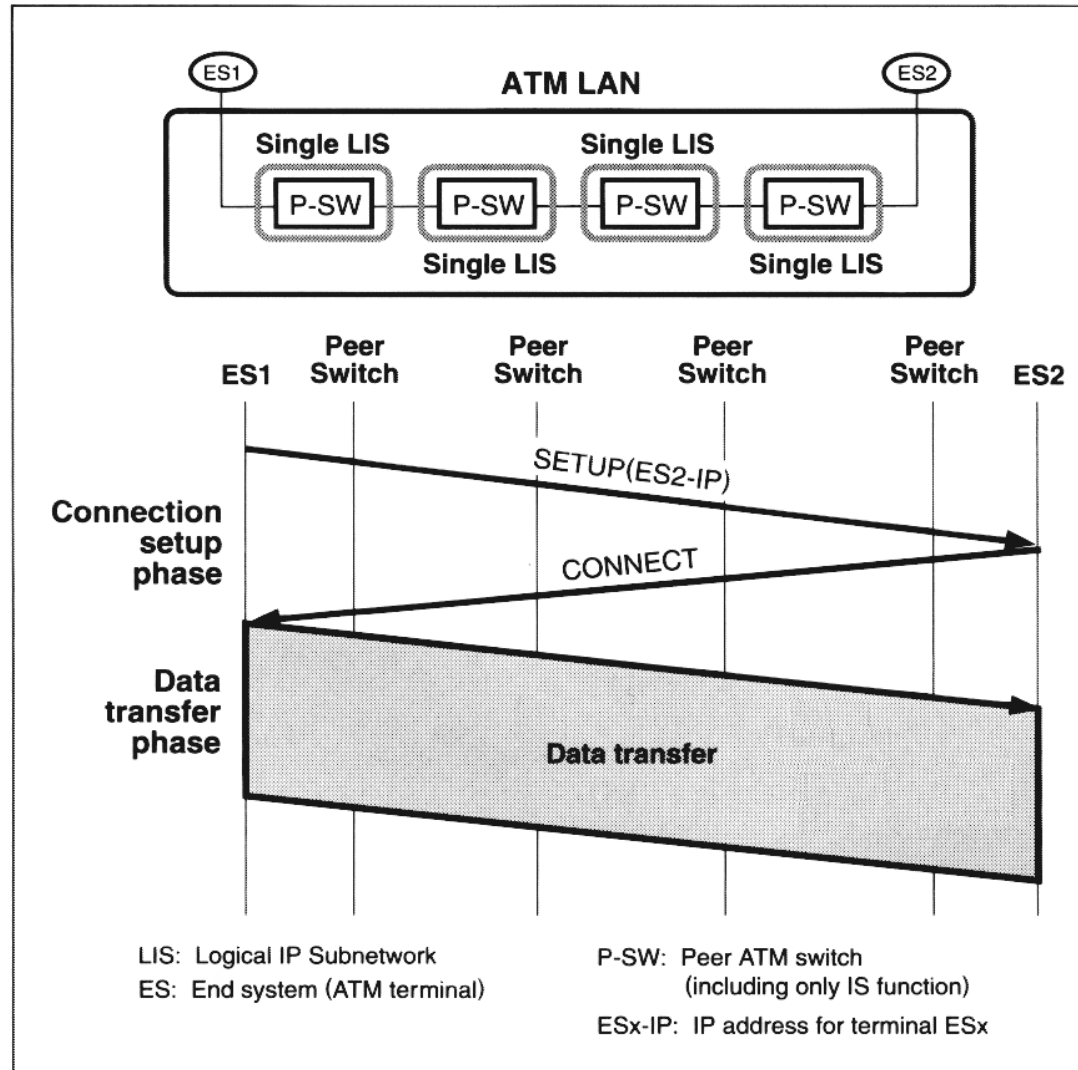 ES1
ES2
ATM LAN
Single LIS
Single LIS
P-SW
P-SW
P-SW
P-SW
Single LIS
Single LIS
ES1
Peer
Switch
Peer
Switch
Peer
Switch
Peer
Switch
ES2
SETUP(ES2-IP)
Connection
setup
phase
CONNECT
Data
transfer
phase
Data transfer
LIS: Logical IP Subnetwork
ES: End system (ATM terminal)
P-SW: Peer ATM switch
(including only IS function)
ESx-IP: IP address for terminal ESx